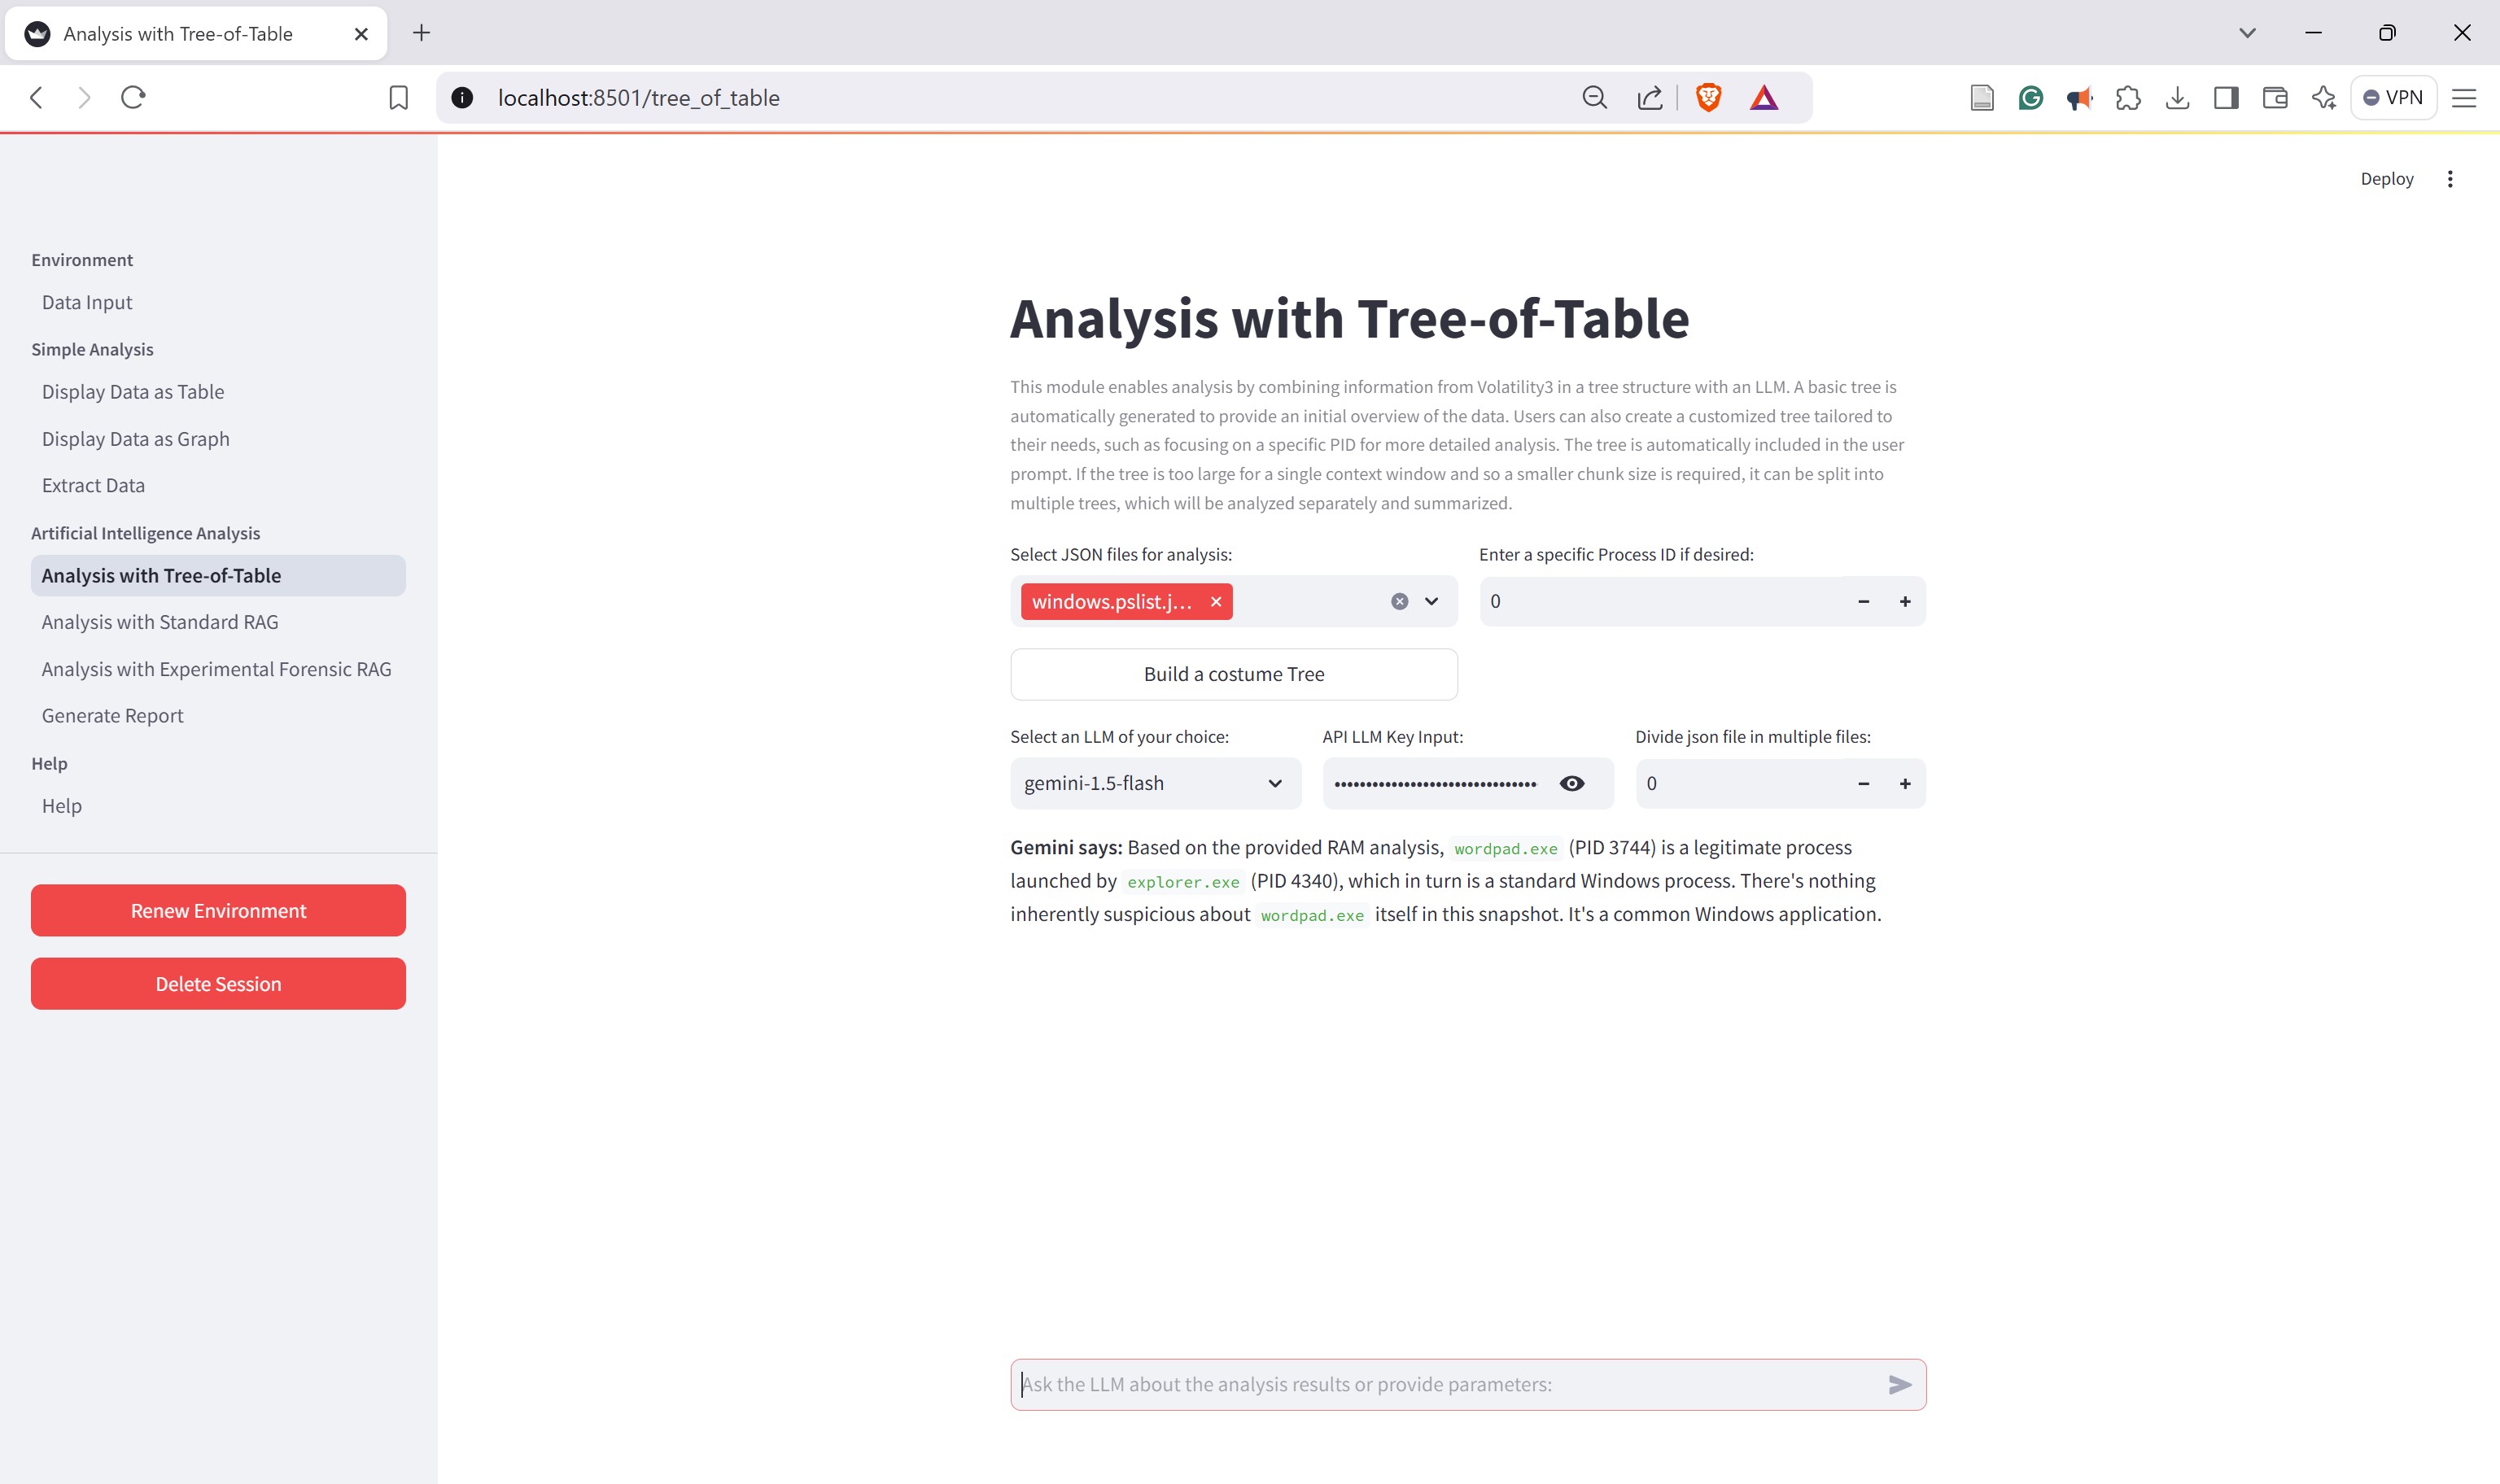 Analysis with Tree-of-Table
localhost:8501/tree_of_table
VPN
Deploy
Environment
Data Input
Simple Analysis
Display Data as Table
Display Data as Graph
Extract Data
Artificial Intelligence Analysis
Analysis with Tree-of-Table
Analysis with Standard RAG
Analysis with Experimental Forensic RAG
Generate Report
Help
Help
Renew Environment
Delete Session
Analysis with Tree-of-Table
This module enables analysis by combining information from Volatility3 in a tree structure with an LLM. A basic tree is
automatically generated to provide an initial overview of the data. Users can also create a customized tree tailored to
their needs, such as focusing on a specific PID for more detailed analysis. The tree is automatically included in the user
prompt. If the tree is too large for a single context window and so a smaller chunk size is required, it can be split into
multiple trees, which will be analyzed separately and summarized.
Select JSON files for analysis:
windows.pslist.j...
Enter a specific Process ID if desired:
0
Build a costume Tree
Select an LLM of your choice:
gemini-1.5-flash
API LLM Key Input:
Divide json file in multiple files:
0
Gemini says: Based on the provided RAM analysis, wordpad.exe (PID 3744) is a legitimate process
launched by explorer.exe (PID 4340), which in turn is a standard Windows process. There's nothing
inherently suspicious about wordpad.exe itself in this snapshot. It's a common Windows application.
Ask the LLM about the analysis results or provide parameters: